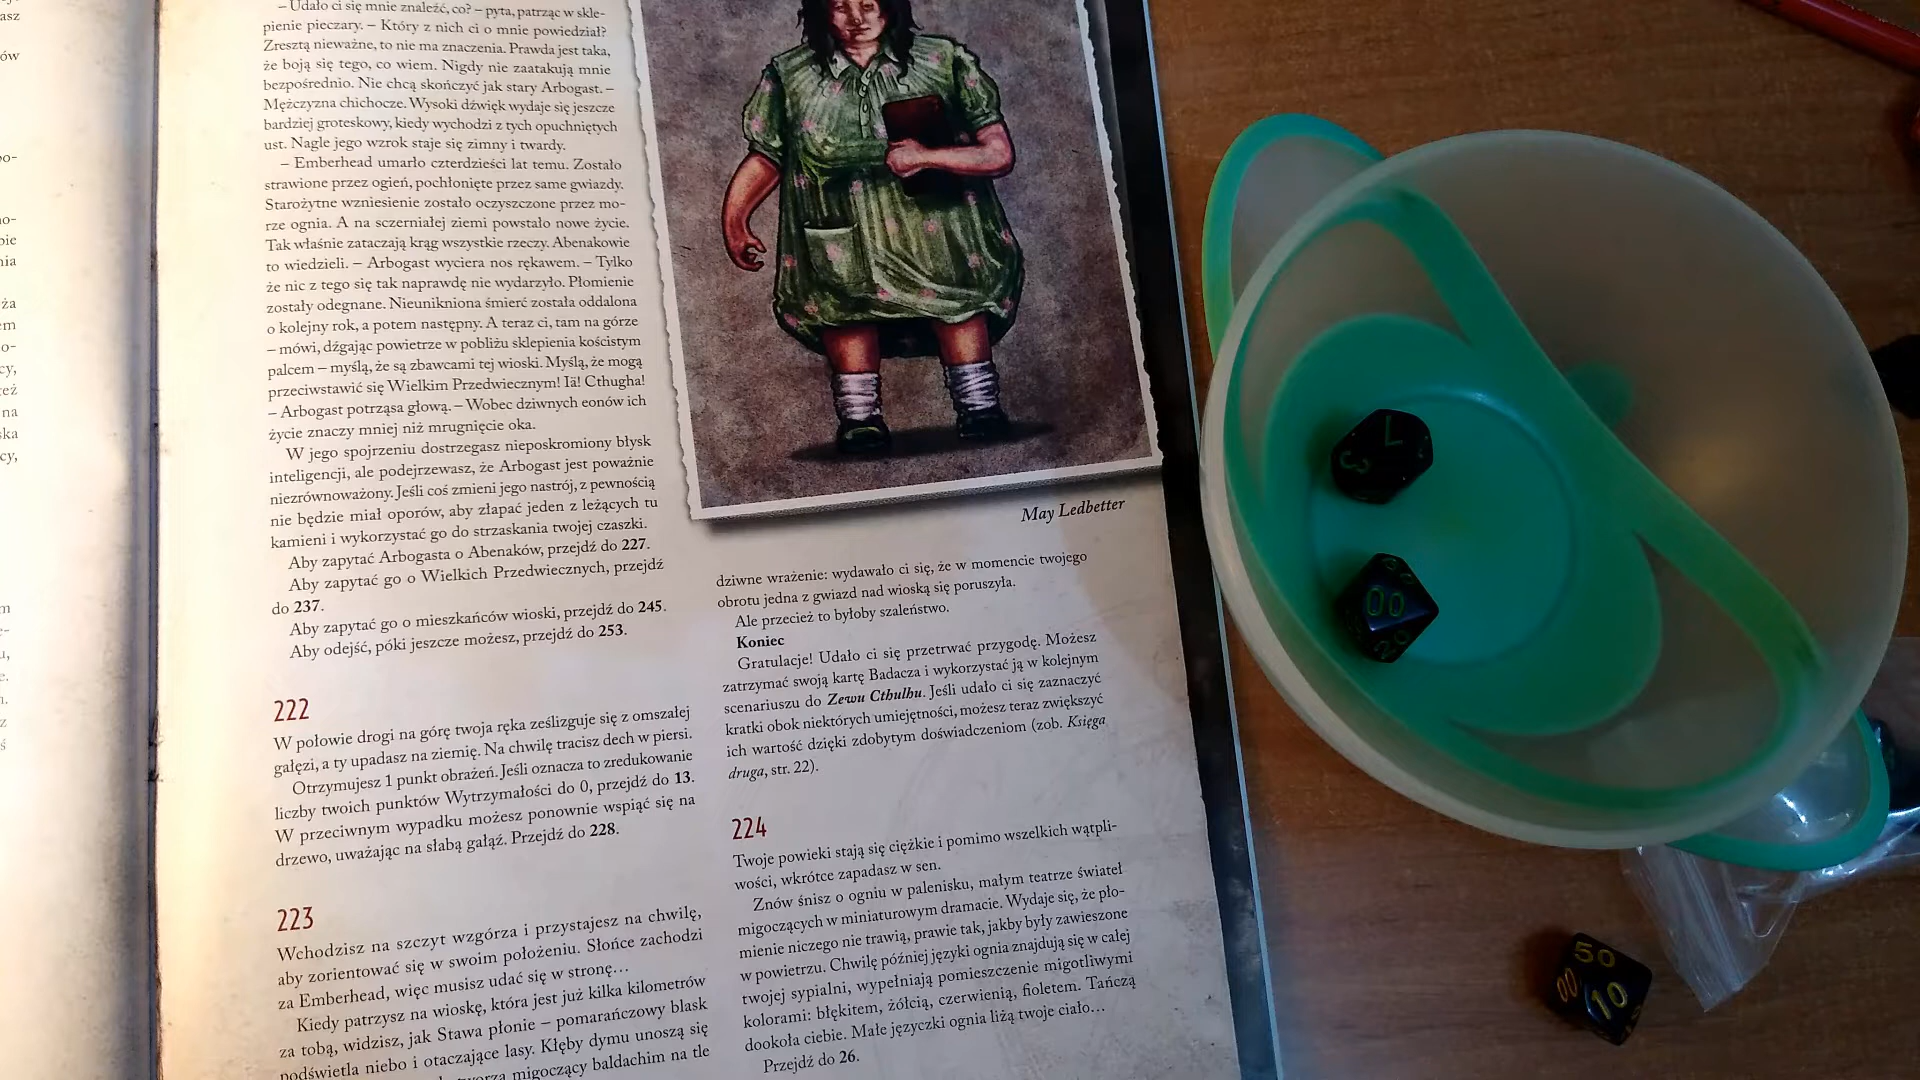 – Udało ci się mnie znaleźć, co? – pyta, patrząc w skle-
pienie pieczary. – Który z nich ci o mnie powiedział?
Zresztą nieważne, to nie ma znaczenia. Prawda jest taka,
że boją się tego, co wiem. Nigdy nie zaatakują mnie
bezpośrednio. Nie chcą skończyć jak stary Arbogast. –
Mężczyzna chichocze. Wysoki dźwięk wydaje się jeszcze
bardziej groteskowy, kiedy wychodzi z tych opuchniętych
ust. Nagle jego wzrok staje się zimny i twardy.
– Emberhead umarło czterdzieści lat temu. Zostało
strawione przez ogień, pochłonięte przez same gwiazdy.
Starożytne wzniesienie zostało oczyszczone przez mo-
rze ognia. A na sczerniałej ziemi powstało nowe życie.
Tak właśnie zataczają krąg wszystkie rzeczy. Abenakowie
to wiedzieli. – Arbogast wyciera nos rękawem. – Tylko
że nic z tego się tak naprawdę nie wydarzyło. Płomienie
zostały odegnane. Nieunikniona śmierć została oddalona
o kolejny rok, a potem następny. A teraz ci, tam na górze
– mówi, dźgając powietrze w pobliżu sklepienia kościstym
palcem – myślą, że są zbawcami tej wioski. Myślą, że mogą
przeciwstawić się Wielkim Przedwiecznym! Iä! Cthugha!
– Arbogast potrząsa głową. – Wobec dziwnych eonów ich
życie znaczy mniej niż mrugnięcie oka.
W jego spojrzeniu dostrzegasz nieposkromiony błysk
inteligencji, ale podejrzewasz, że Arbogast jest poważnie
niezrównoważony. Jeśli coś zmieni jego nastrój, z pewnością
nie będzie miał oporów, aby złapać jeden z leżących tu
kamieni i wykorzystać go do strzaskania twojej czaszki.
Aby zapytać Arbogasta o Abenaków, przejdź do 227.
Aby zapytać go o Wielkich Przedwiecznych, przejdź
do 237.
Aby zapytać go o mieszkańców wioski, przejdź do 245.
Aby odejść, póki jeszcze możesz, przejdź do 253.
222
W połowie drogi na górę twoja ręka ześlizguje się z omszałej
gałęzi, a ty upadasz na ziemię. Na chwilę tracisz dech w piersi.
Otrzymujesz 1 punkt obrażeń. Jeśli oznacza to zredukowanie
liczby twoich punktów Wytrzymałości do 0, przejdź do 13.
W przeciwnym wypadku możesz ponownie wspiąć się na
drzewo, uważając na słabą gałąź. Przejdź do 228.
223
Wchodzisz na szczyt wzgórza i przystajesz na chwilę,
aby zorientować się w swoim położeniu. Słońce zachodzi
za Emberhead, więc musisz udać się w stronę…
Kiedy patrzysz na wioskę, która jest już kilka kilometrów
za tobą, widzisz, jak Stawa płonie – pomarańczowy blask
podświetla niebo i otaczające lasy. Kłęby dymu unoszą się
migoczący baldachim na tle
May Ledbetter
dziwne wrażenie: wydawało ci się, że w momencie twojego
obrotu jedna z gwiazd nad wioską się poruszyła.
Ale przecież to byłoby szaleństwo.
Koniec
Gratulacje! Udało ci się przetrwać przygodę. Możesz
zatrzymać swoją kartę Badacza i wykorzystać ją w kolejnym
scenariuszu do Zewu Cthulhu. Jeśli udało ci się zaznaczyć
kratki obok niektórych umiejętności, możesz teraz zwiększyć
ich wartość dzięki zdobytym doświadczeniom (zob. Księga
druga, str. 22).
224
Twoje powieki stają się ciężkie i pomimo wszelkich wątpli-
wości, wkrótce zapadasz w sen.
Znów śnisz o ogniu w palenisku, małym teatrze świateł
migoczących w miniaturowym dramacie. Wydaje się, że pło-
mienie niczego nie trawią, prawie tak, jakby były zawieszone
w powietrzu. Chwilę później języki ognia znajdują się w całej
twojej sypialni, wypełniają pomieszczenie migotliwymi
kolorami: błękitem, żółcią, czerwienią, fioletem. Tańczą
dookoła ciebie. Małe języczki ognia liżą twoje ciało…
Przejdź do 26.
7
3
00
50
00
10